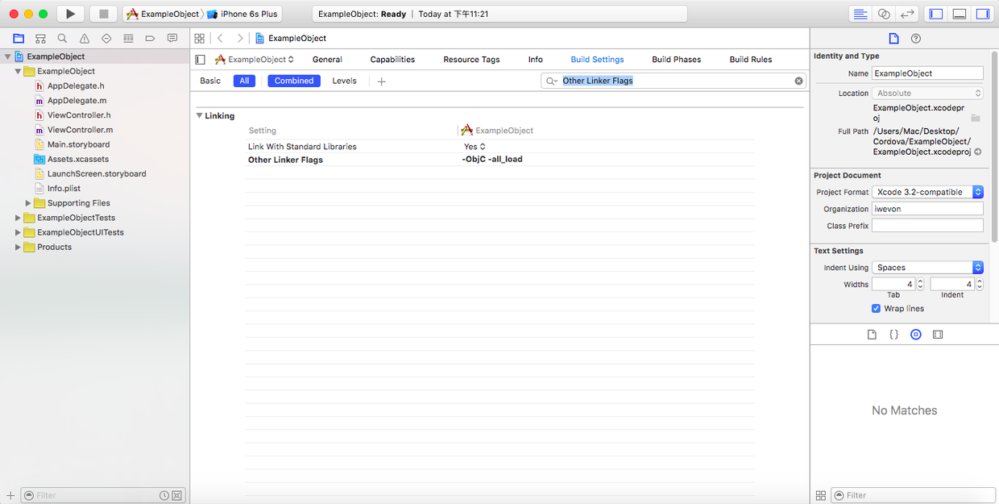 ExampleObject iPhone 6s Plus
ExampleObject: Ready Today at 下午11:21
ExampleObject
ExampleObject
AppDelegate.h
AppDelegate.m
ViewController.h
ViewController.m
Main.storyboard
Assets.xcassets
LaunchScreen.storyboard
Info.plist
Supporting Files
ExampleObjectTests
ExampleObjectUITests
Products
Filter
ExampleObject
ExampleObject General Capabilities Resource Tags Info Build Settings Build Phases Build Rules
Basic All Combined Levels Other Linker Flags
Linking
Setting ExampleObject
Link With Standard Libraries Yes
Other Linker Flags -ObjC -all_load
Identity and Type
Name ExampleObject
Location Absolute
ExampleObject.xcodepr
oj
Full Path /Users/Mac/Desktop/
Cordova/ExampleObject/
ExampleObject.xcodeproj
Project Document
Project Format Xcode 3.2-compatible
Organization iwevon
Class Prefix
Text Settings
Indent Using Spaces
Widths 4 4
Tab Indent
Wrap lines
No Matches
Filter